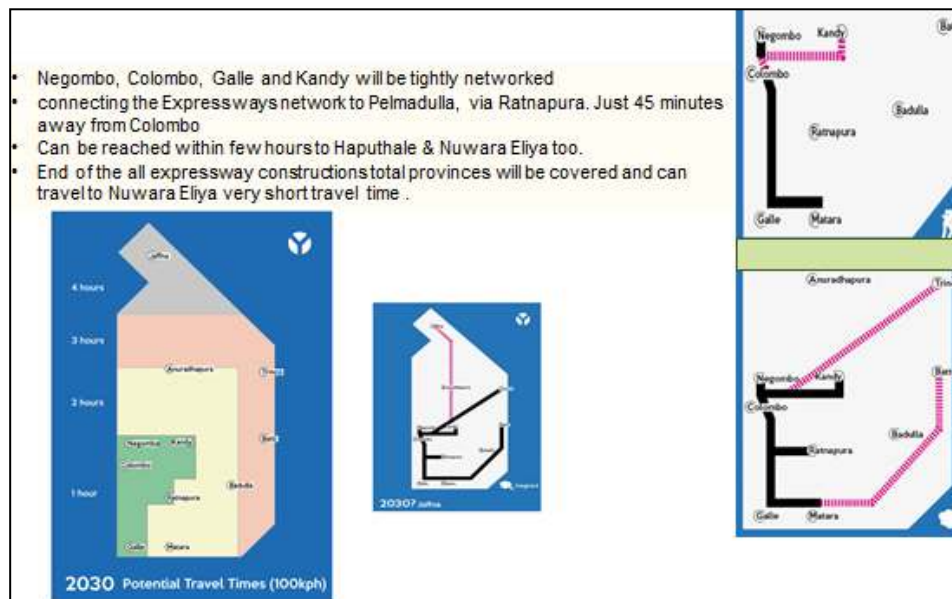 • Negombo, Colombo, Galle and Kandy will be tightly networked
• connecting the Expressways network to Pelmadulla, via Ratnapura. Just 45 minutes
away from Colombo
• Can be reached within few hours to Haputhale & Nuwara Eliya too.
• End of the all expressway constructions total provinces will be covered and can
travel to Nuwara Eliya very short travel time .
Jaffna
4 hours
3 hours
Anuradhapura
Trinco
2 hours
Negombo Kandy Batti
Colombo
1 hour
Ratnapura
Badulla
Galle Matara
2030 Potential Travel Times (100kph)
2030? Jaffna
Negombo Kandy
Colombo
Badulla
Ratnapura
Galle Matara
Anuradhapura
Negombo Kandy
Colombo
Badulla
Ratnapura
Galle Matara